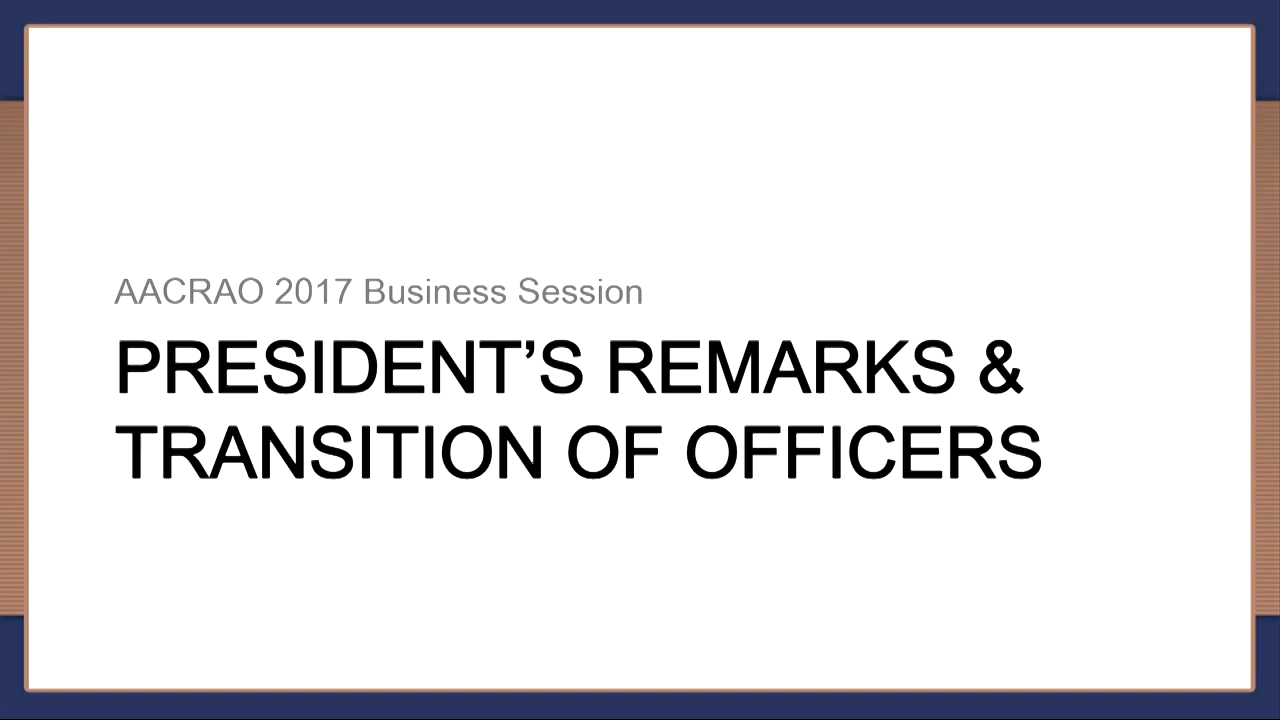 AACRAO 2017 Business Session
PRESIDENT’S REMARKS &
TRANSITION OF OFFICERS